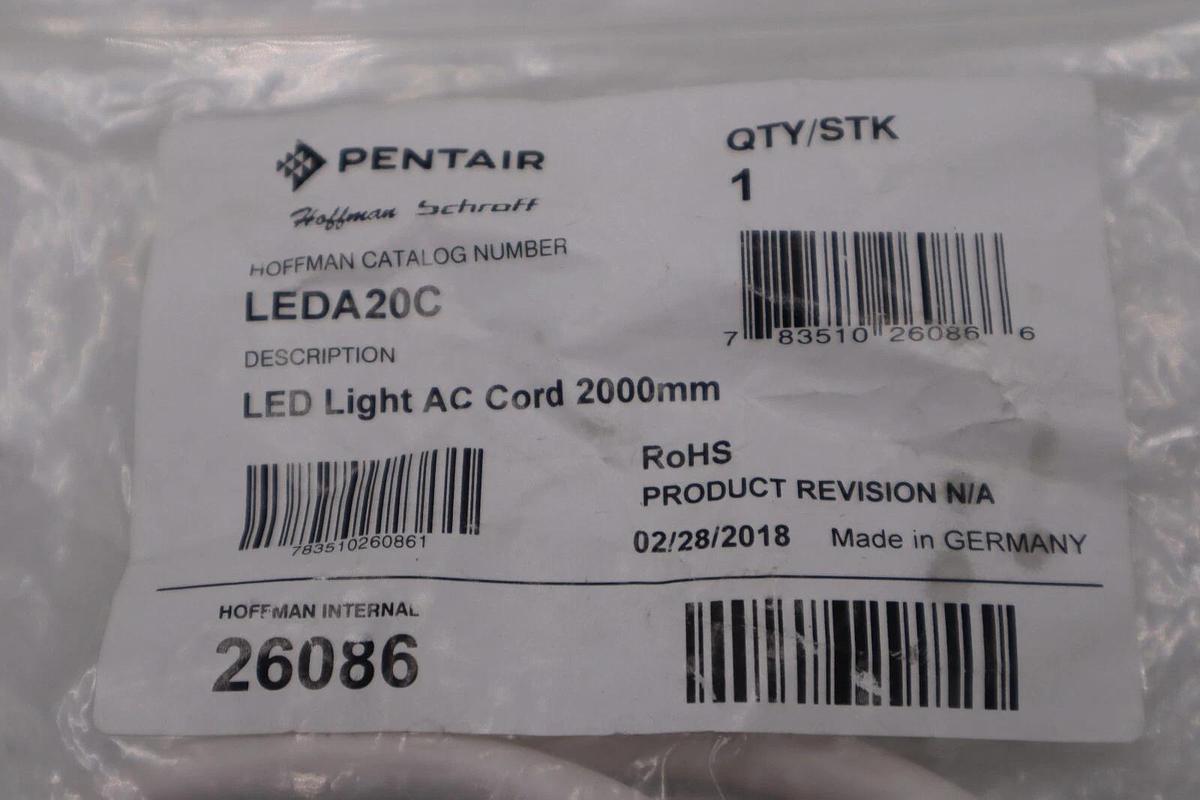 PENTAIR
Hoffman Schroff
HOFFMAN CATALOG NUMBER
LEDA20C
DESCRIPTION
LED Light AC Cord 2000mm
783510260861
QTY/STK
1
7 83510 26086 6
RoHS
PRODUCT REVISION N/A
02/28/2018 Made in GERMANY
HOFFMAN INTERNAL
26086